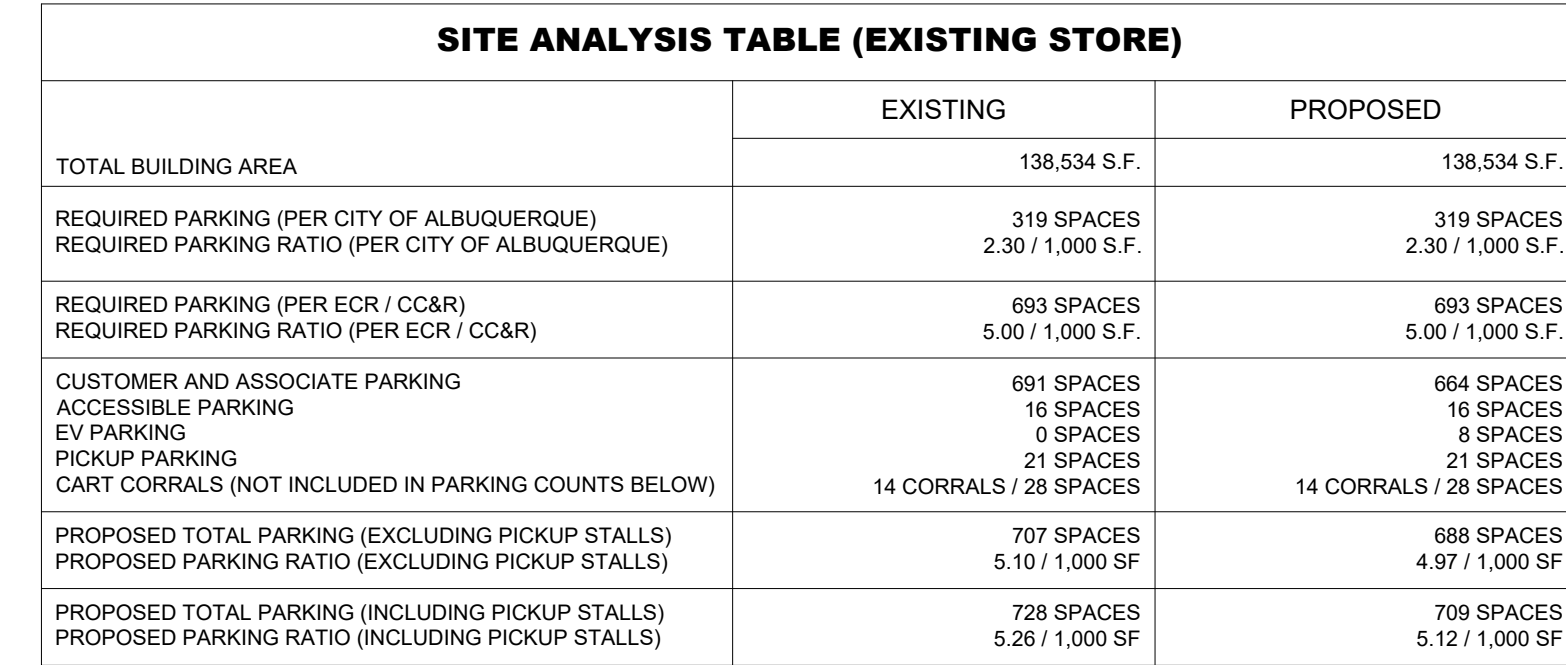 SITE ANALYSIS TABLE (EXISTING STORE)
EXISTING PROPOSED
TOTAL BUILDING AREA 138,534 S.F. 138,534 S.F.
REQUIRED PARKING (PER CITY OF ALBUQUERQUE) 319 SPACES 319 SPACES
REQUIRED PARKING RATIO (PER CITY OF ALBUQUERQUE) 2.30 / 1,000 S.F. 2.30 / 1,000 S.F.
REQUIRED PARKING (PER ECR / CC&R) 693 SPACES 693 SPACES
REQUIRED PARKING RATIO (PER ECR / CC&R) 5.00 / 1,000 S.F. 5.00 / 1,000 S.F.
CUSTOMER AND ASSOCIATE PARKING 691 SPACES 664 SPACES
ACCESSIBLE PARKING 16 SPACES 16 SPACES
EV PARKING 0 SPACES 8 SPACES
PICKUP PARKING 21 SPACES 21 SPACES
CART CORRALS (NOT INCLUDED IN PARKING COUNTS BELOW) 14 CORRALS / 28 SPACES 14 CORRALS / 28 SPACES
PROPOSED TOTAL PARKING (EXCLUDING PICKUP STALLS) 707 SPACES 688 SPACES
PROPOSED PARKING RATIO (EXCLUDING PICKUP STALLS) 5.10 / 1,000 SF 4.97 / 1,000 SF
PROPOSED TOTAL PARKING (INCLUDING PICKUP STALLS) 728 SPACES 709 SPACES
PROPOSED PARKING RATIO (INCLUDING PICKUP STALLS) 5.26 / 1,000 SF 5.12 / 1,000 SF